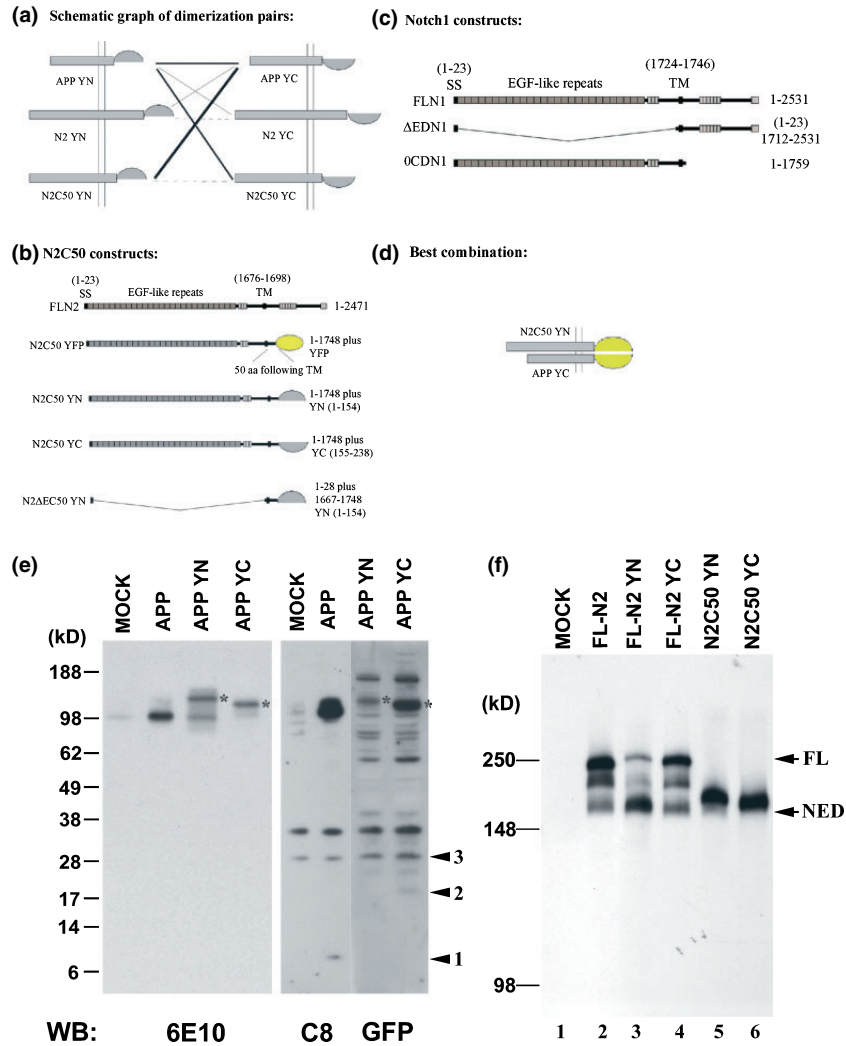 (a) Schematic graph of dimerization pairs:
APP YN
APP YC
N2 YN
N2 YC
N2C50 YN
N2C50 YC
(b) N2C50 constructs:
(1-23)
SS
EGF-like repeats
(1676-1698)
TM
FLN2
1-2471
N2C50 YFP
1-1748 plus
YFP
50 aa following TM
N2C50 YN
1-1748 plus
YN (1-154)
N2C50 YC
1-1748 plus
YC (155-238)
N2ΔEC50 YN
1-28 plus
1667-1748
YN (1-154)
(c) Notch1 constructs:
(1-23)
SS
EGF-like repeats
(1724-1746)
TM
FLN1
1-2531
ΔEDN1
(1-23)
1712-2531
0CDN1
1-1759
(d) Best combination:
N2C50 YN
APP YC
(e)
MOCK
APP
APP YN
APP YC
MOCK
APP
APP YN
APP YC
(kD)
188
98
62
49
38
28
17
14
6
*
*
*
*
3
2
1
WB: 6E10 C8 GFP
(f)
MOCK
FL-N2
FL-N2 YN
FL-N2 YC
N2C50 YN
N2C50 YC
(kD)
250
148
98
FL
NED
1 2 3 4 5 6